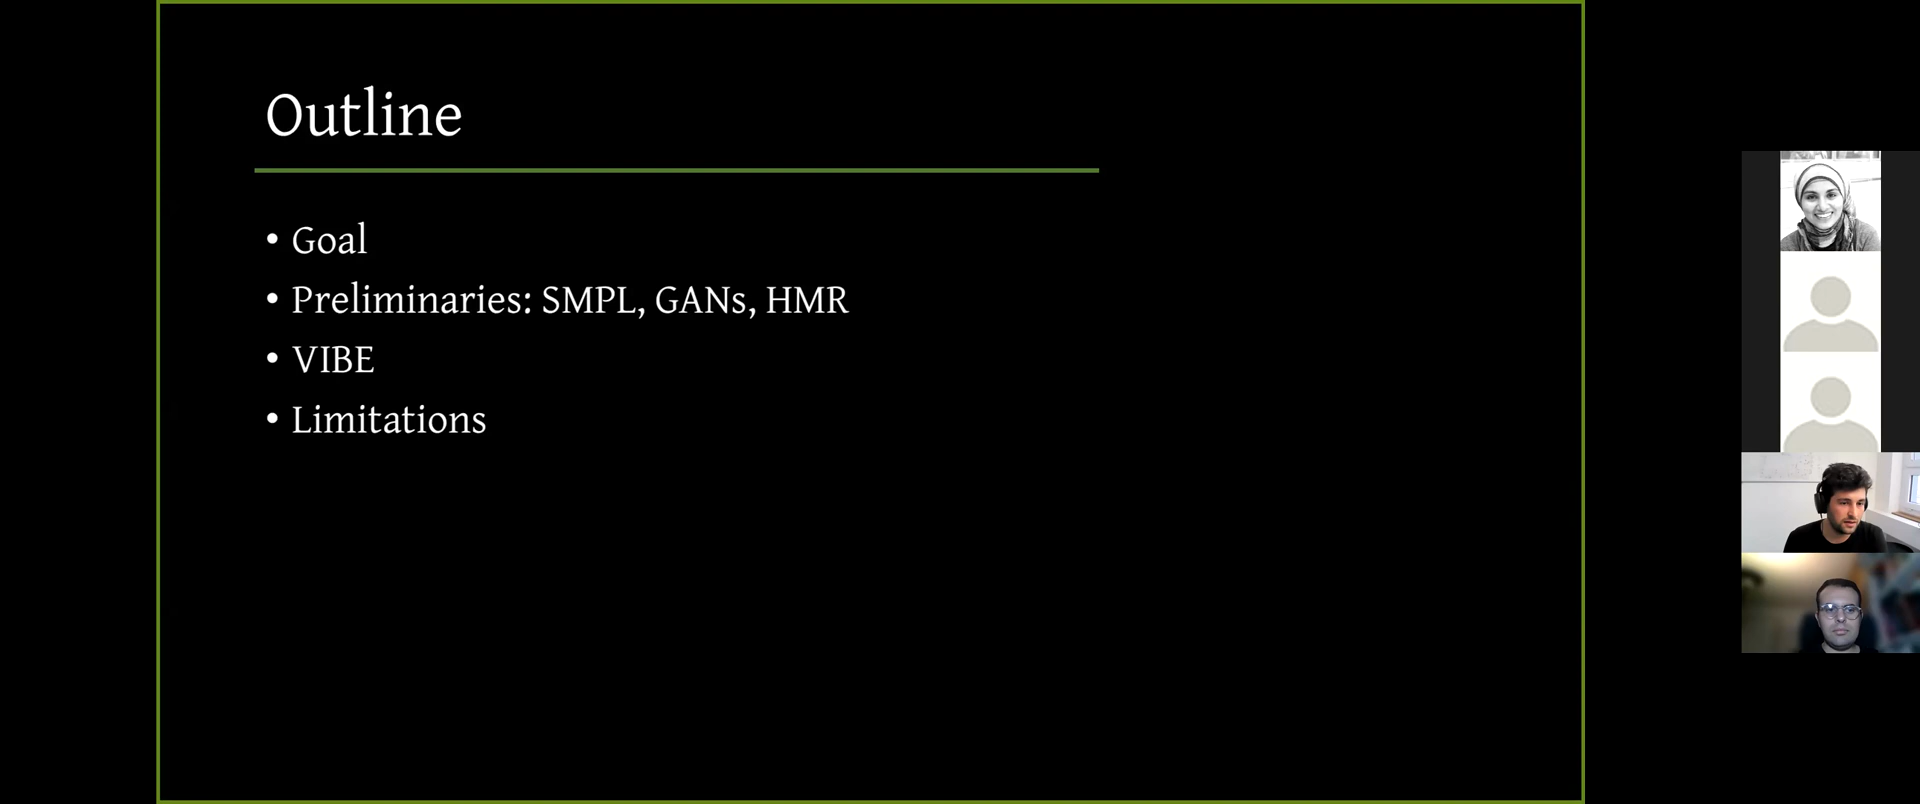 Outline
• Goal
• Preliminaries: SMPL, GANs, HMR
• VIBE
• Limitations